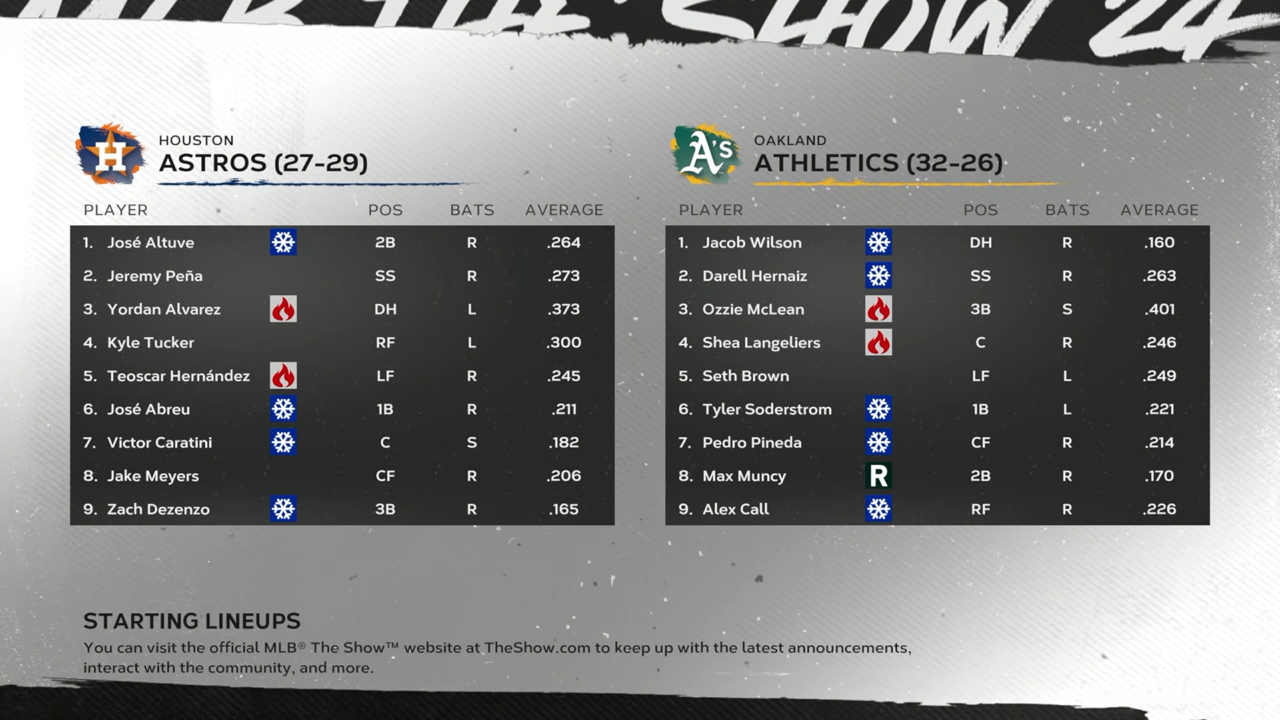 MLB THE SHOW 24
HOUSTON
ASTROS (27-29)
PLAYER POS BATS AVERAGE
1. José Altuve 2B R .264
2. Jeremy Peña SS R .273
3. Yordan Alvarez DH L .373
4. Kyle Tucker RF L .300
5. Teoscar Hernández LF R .245
6. José Abreu 1B R .211
7. Victor Caratini C S .182
8. Jake Meyers CF R .206
9. Zach Dezenzo 3B R .165
OAKLAND
ATHLETICS (32-26)
PLAYER POS BATS AVERAGE
1. Jacob Wilson DH R .160
2. Darell Hernaiz SS R .263
3. Ozzie McLean 3B S .401
4. Shea Langeliers C R .246
5. Seth Brown LF L .249
6. Tyler Soderstrom 1B L .221
7. Pedro Pineda CF R .214
8. Max Muncy R 2B R .170
9. Alex Call RF R .226
STARTING LINEUPS
You can visit the official MLB® The Show™ website at TheShow.com to keep up with the latest announcements,
interact with the community, and more.